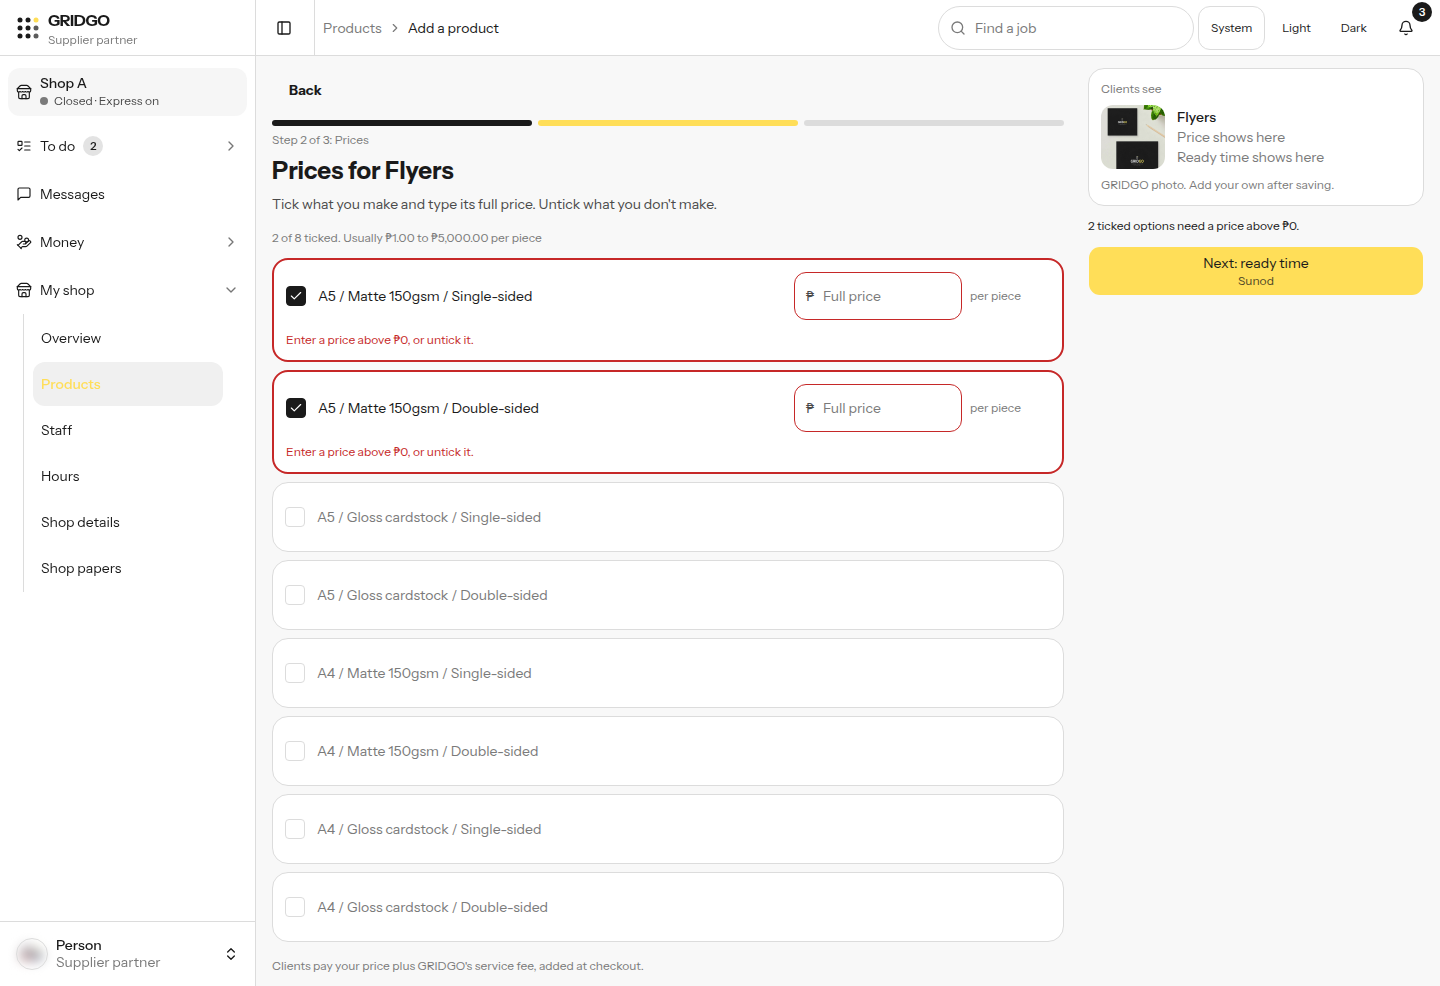 GRIDGO
Supplier partner
Products > Add a product
Find a job
System
Light
Dark
3
Shop A
Closed · Express on
To do 2
Messages
Money
My shop
Overview
Products
Staff
Hours
Shop details
Shop papers
Person
Supplier partner
Back
Step 2 of 3: Prices
Prices for Flyers
Tick what you make and type its full price. Untick what you don't make.
2 of 8 ticked. Usually ₱1.00 to ₱5,000.00 per piece
A5 / Matte 150gsm / Single-sided
₱ Full price
per piece
Enter a price above ₱0, or untick it.
A5 / Matte 150gsm / Double-sided
₱ Full price
per piece
Enter a price above ₱0, or untick it.
A5 / Gloss cardstock / Single-sided
A5 / Gloss cardstock / Double-sided
A4 / Matte 150gsm / Single-sided
A4 / Matte 150gsm / Double-sided
A4 / Gloss cardstock / Single-sided
A4 / Gloss cardstock / Double-sided
Clients pay your price plus GRIDGO's service fee, added at checkout.
Clients see
Flyers
Price shows here
Ready time shows here
GRIDGO photo. Add your own after saving.
2 ticked options need a price above ₱0.
Next: ready time
Sunod